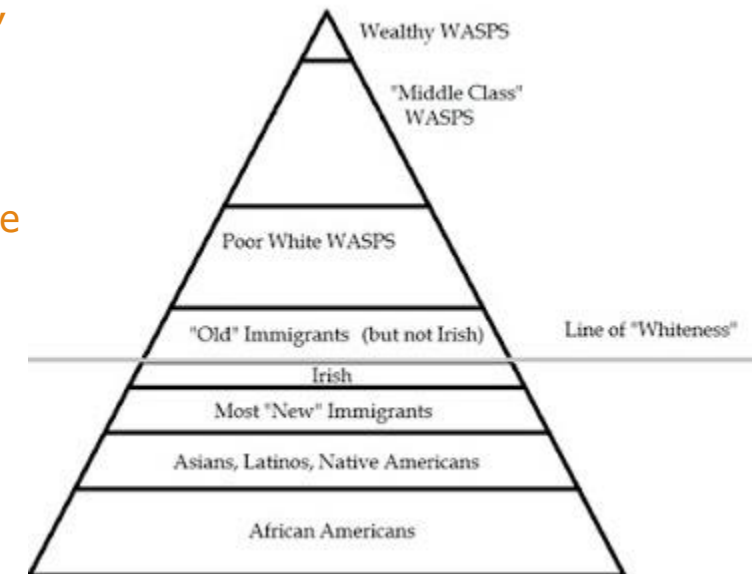 y
Wealthy WASPS
"Middle Class"
WASPS
e
Poor White WASPS
"Old" Immigrants (but not Irish)
Line of "Whiteness"
Irish
Most "New" Immigrants
Asians, Latinos, Native Americans
African Americans